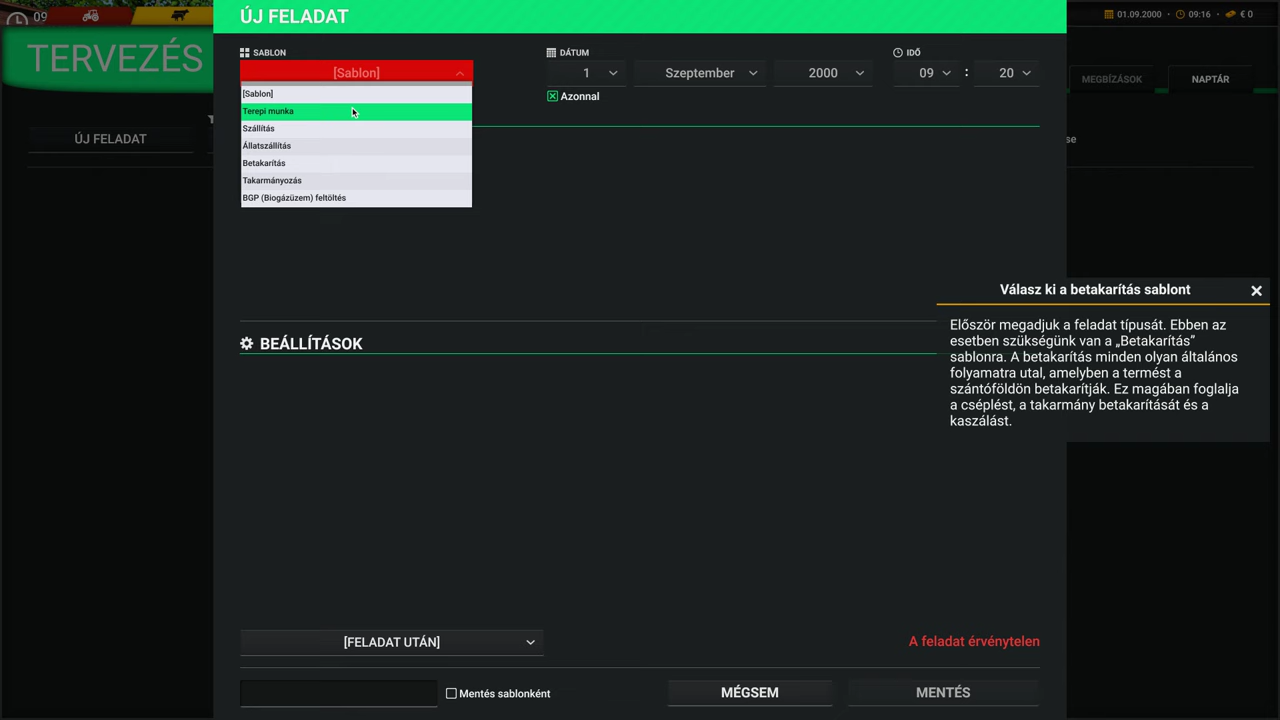 09
ÚJ FELADAT
01.09.2000 • 09:16 • € 0
TERVEZÉS
SABLON
DÁTUM
IDŐ
[Sablon]
1
Szeptember
2000
09 : 20
MEGBÍZÁSOK
NAPTÁR
Azonnal
[Sablon]
Terepi munka
Szállítás
Állatszállítás
Betakarítás
Takarmányozás
BGP (Biogázüzem) feltöltés
ÚJ FELADAT
se
Válasz ki a betakarítás sablont
Először megadjuk a feladat típusát. Ebben az
esetben szükségünk van a „Betakarítás”
sablonra. A betakarítás minden olyan általános
folyamatra utal, amelyben a termést a
szántóföldön betakarítják. Ez magában foglalja
a cséplést, a takarmány betakarítását és a
kaszálást.
BEÁLLÍTÁSOK
[FELADAT UTÁN]
A feladat érvénytelen
Mentés sablonként
MÉGSEM
MENTÉS